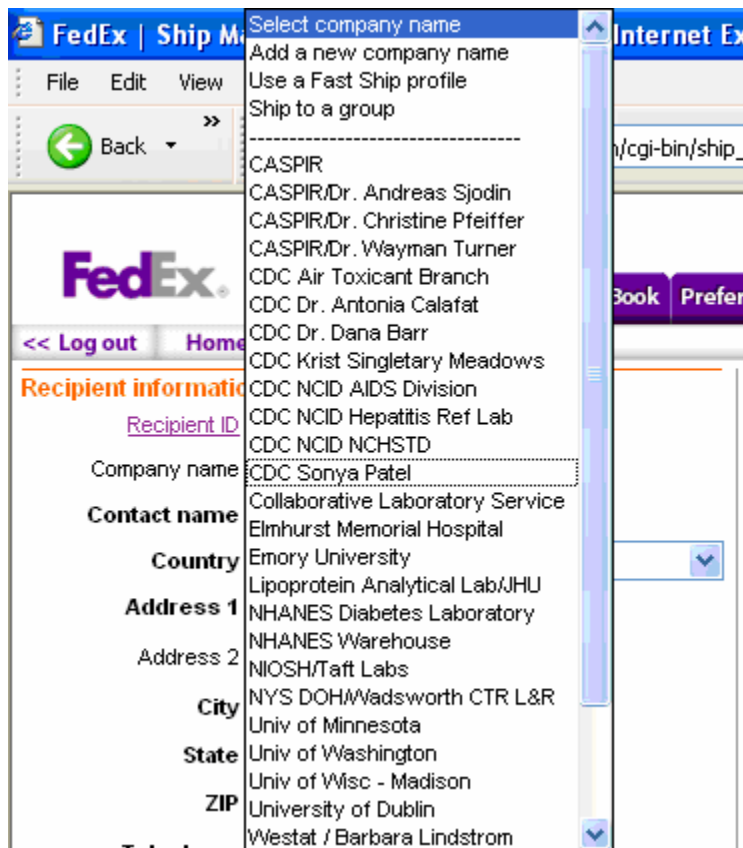 FedEx | Ship Ma
Internet Ex
File Edit View
Back
n/cgi-bin/ship_
FedEx
Book Prefer
<< Log out Home
Recipient informatio
Recipient ID
Company name
Contact name
Country
Address 1
Address 2
City
State
ZIP
Select company name
Add a new company name
Use a Fast Ship profile
Ship to a group
----------------------------------
CASPIR
CASPIR/Dr. Andreas Sjodin
CASPIR/Dr. Christine Pfeiffer
CASPIR/Dr. Wayman Turner
CDC Air Toxicant Branch
CDC Dr. Antonia Calafat
CDC Dr. Dana Barr
CDC Krist Singletary Meadows
CDC NCID AIDS Division
CDC NCID Hepatitis Ref Lab
CDC NCID NCHSTD
CDC Sonya Patel
Collaborative Laboratory Service
Elmhurst Memorial Hospital
Emory University
Lipoprotein Analytical Lab/JHU
NHANES Diabetes Laboratory
NHANES Warehouse
NIOSH/Taft Labs
NYS DOH/Wadsworth CTR L&R
Univ of Minnesota
Univ of Washington
Univ of Wisc - Madison
University of Dublin
Westat / Barbara Lindstrom